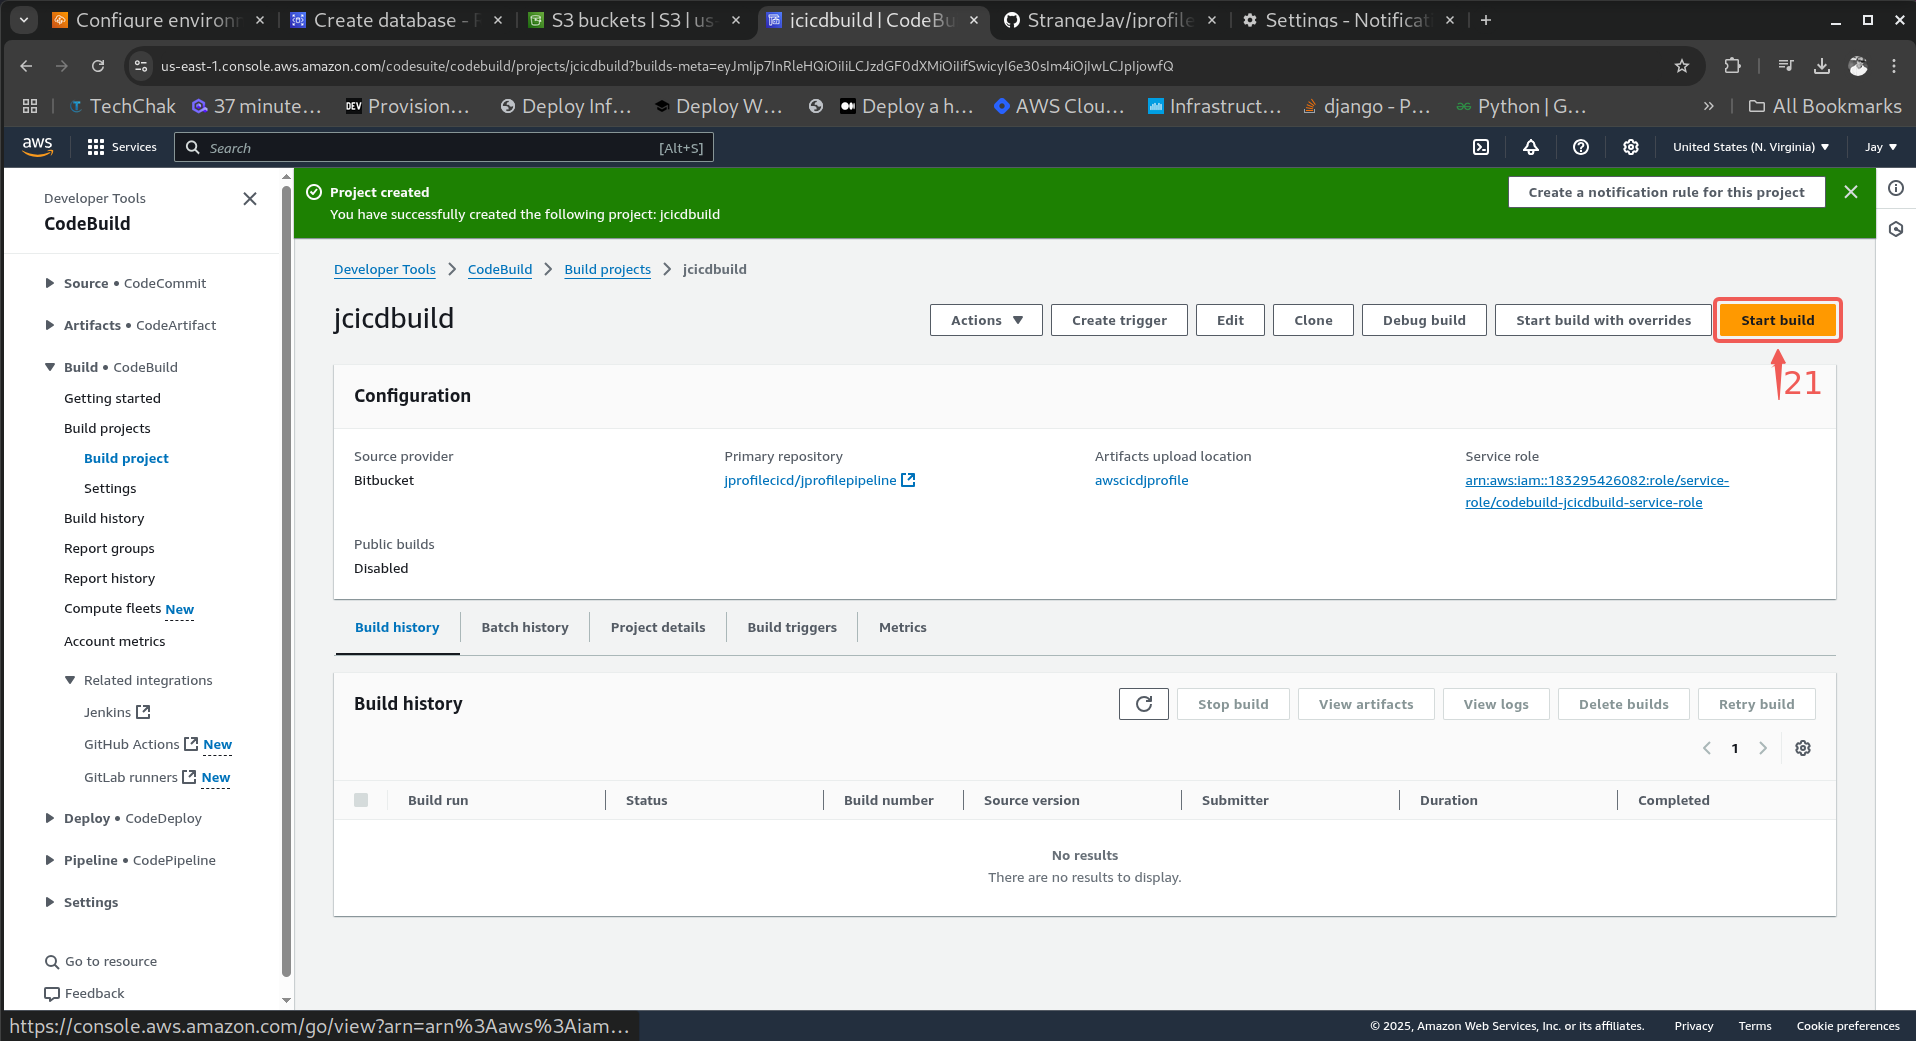 Configure environ
Create database - R
S3 buckets | S3 | us-
jcicdbuild | CodeBu
StrangeJay/jprofile
Settings - Notificat
us-east-1.console.aws.amazon.com/codesuite/codebuild/projects/jcicdbuild?builds-meta=eyJmIjp7InRleHQiOiIiLCJzdGF0dXMiOiIifSwicyI6e30sIm4iOjIwLCJpIjowfQ
TechChak
37 minute...
DEV Provision...
Deploy Inf...
Deploy W...
Deploy a h...
AWS Clou...
Infrastruct...
django - P...
Python | G...
»
All Bookmarks
aws
Services
Search
[Alt+S]
United States (N. Virginia)
Jay
Developer Tools
CodeBuild
Source • CodeCommit
Artifacts • CodeArtifact
Build • CodeBuild
Getting started
Build projects
Build project
Settings
Build history
Report groups
Report history
Compute fleets New
Account metrics
Related integrations
Jenkins
GitHub Actions New
GitLab runners New
Deploy • CodeDeploy
Pipeline • CodePipeline
Settings
Go to resource
Feedback
Project created
You have successfully created the following project: jcicdbuild
Create a notification rule for this project
Developer Tools
CodeBuild
Build projects
jcicdbuild
jcicdbuild
Actions
Create trigger
Edit
Clone
Debug build
Start build with overrides
Start build
21
Configuration
Source provider
Bitbucket
Primary repository
jprofilecicd/jprofilepipeline
Artifacts upload location
awscicdjprofile
Service role
arn:aws:iam::183295426082:role/service-
role/codebuild-jcicdbuild-service-role
Public builds
Disabled
Build history
Batch history
Project details
Build triggers
Metrics
Build history
Stop build
View artifacts
View logs
Delete builds
Retry build
1
Build run
Status
Build number
Source version
Submitter
Duration
Completed
No results
There are no results to display.
https://console.aws.amazon.com/go/view?arn=arn%3Aaws%3Aiam...
© 2025, Amazon Web Services, Inc. or its affiliates.
Privacy
Terms
Cookie preferences